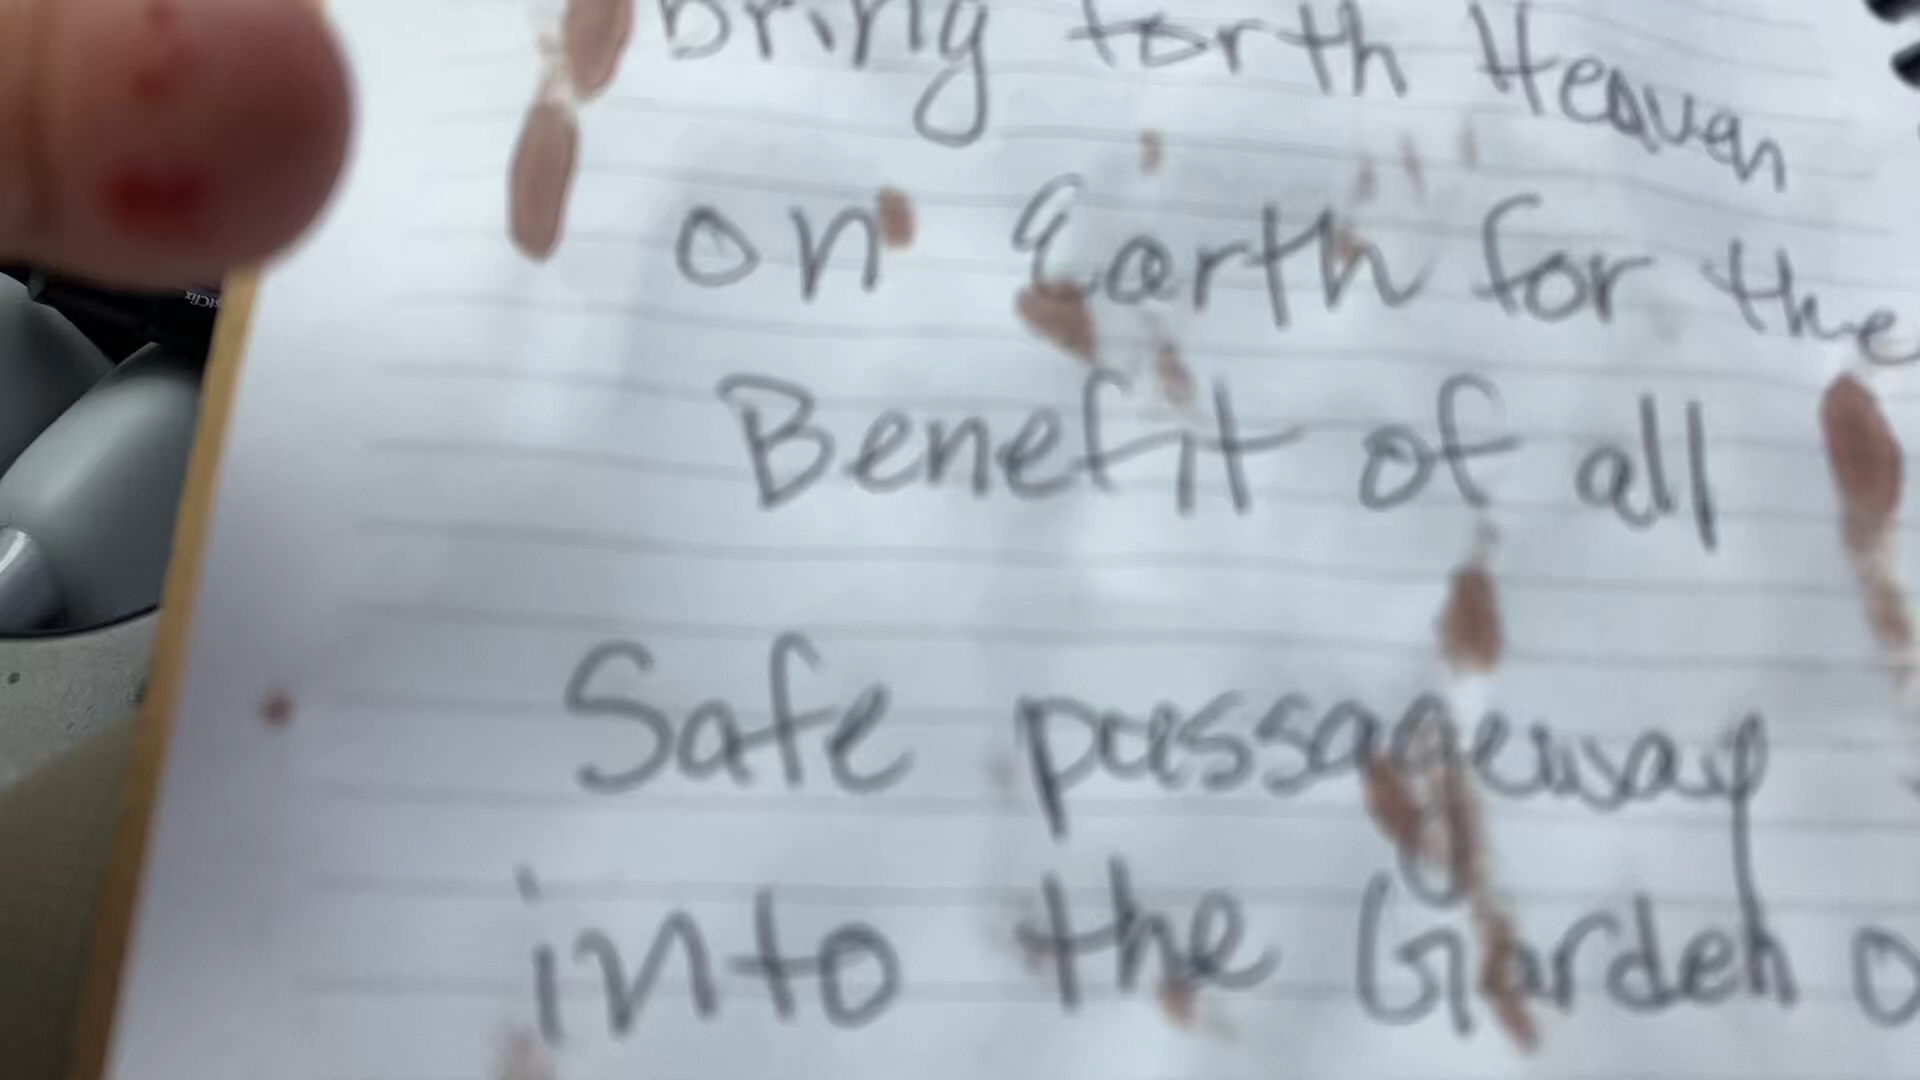 Bring forth Heaven
on Earth for the
Benefit of all
Safe passageway
into the Garden